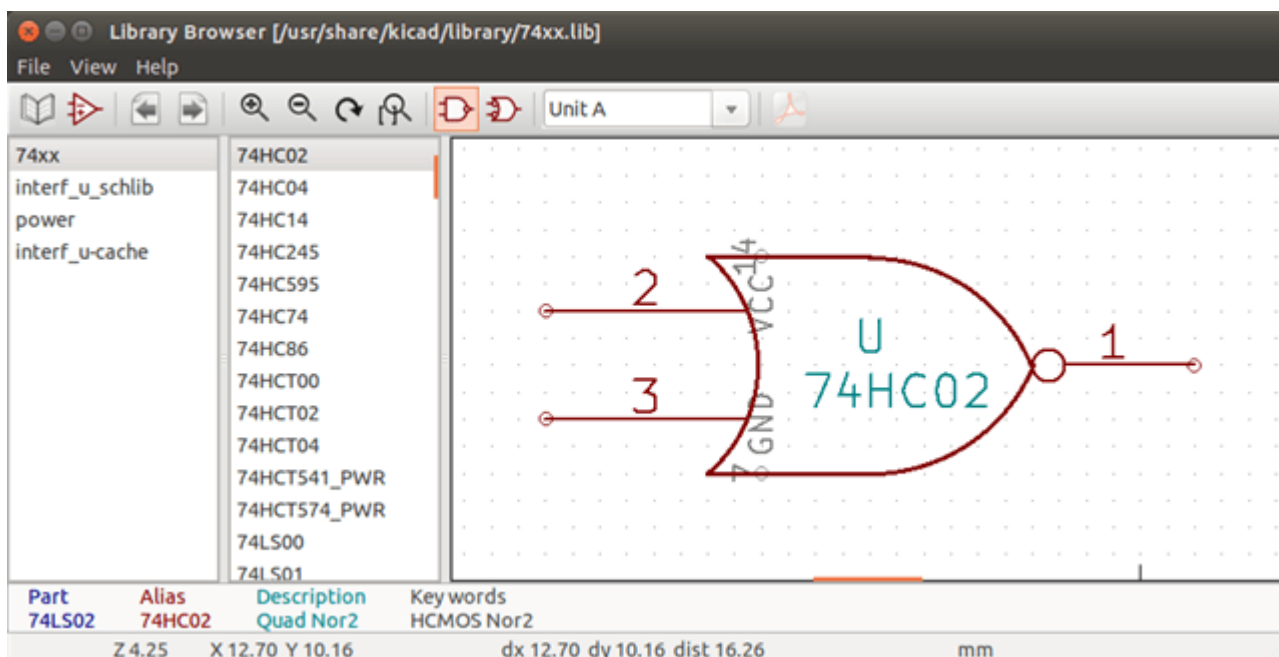 Library Browser [/usr/share/kicad/library/74xx.lib]
File View Help
Unit A
74xx
interf_u_schlib
power
interf_u-cache
74HC02
74HC04
74HC14
74HC245
74HC595
74HC74
74HC86
74HCT00
74HCT02
74HCT04
74HCT541_PWR
74HCT574_PWR
74LS00
74LS01
14
VCC
2
U
1
74HC02
3
GND
7
Part Alias Description Key words
74LS02 74HC02 Quad Nor2 HCMOS Nor2
Z 4.25 X 12.70 Y 10.16 dx 12.70 dy 10.16 dist 16.26 mm